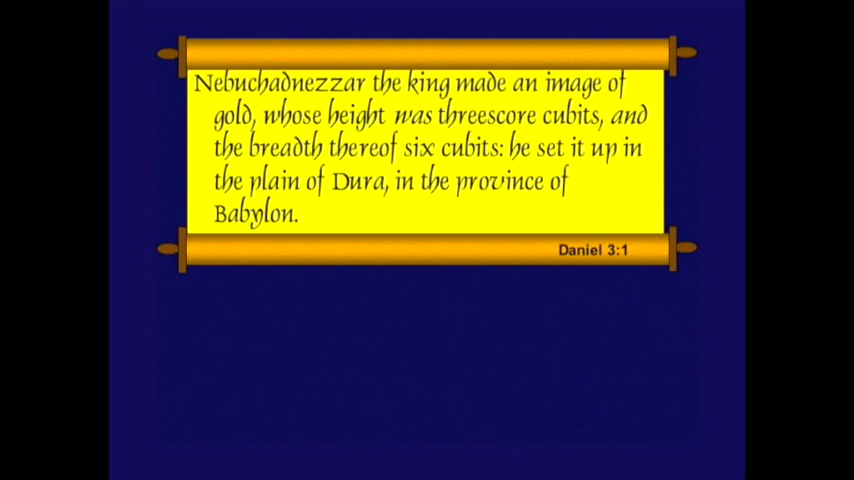 Nebuchadnezzar the king made an image of
gold, whose height was threescore cubits, and
the breadth thereof six cubits: he set it up in
the plain of Dura, in the province of
Babylon.
Daniel 3:1